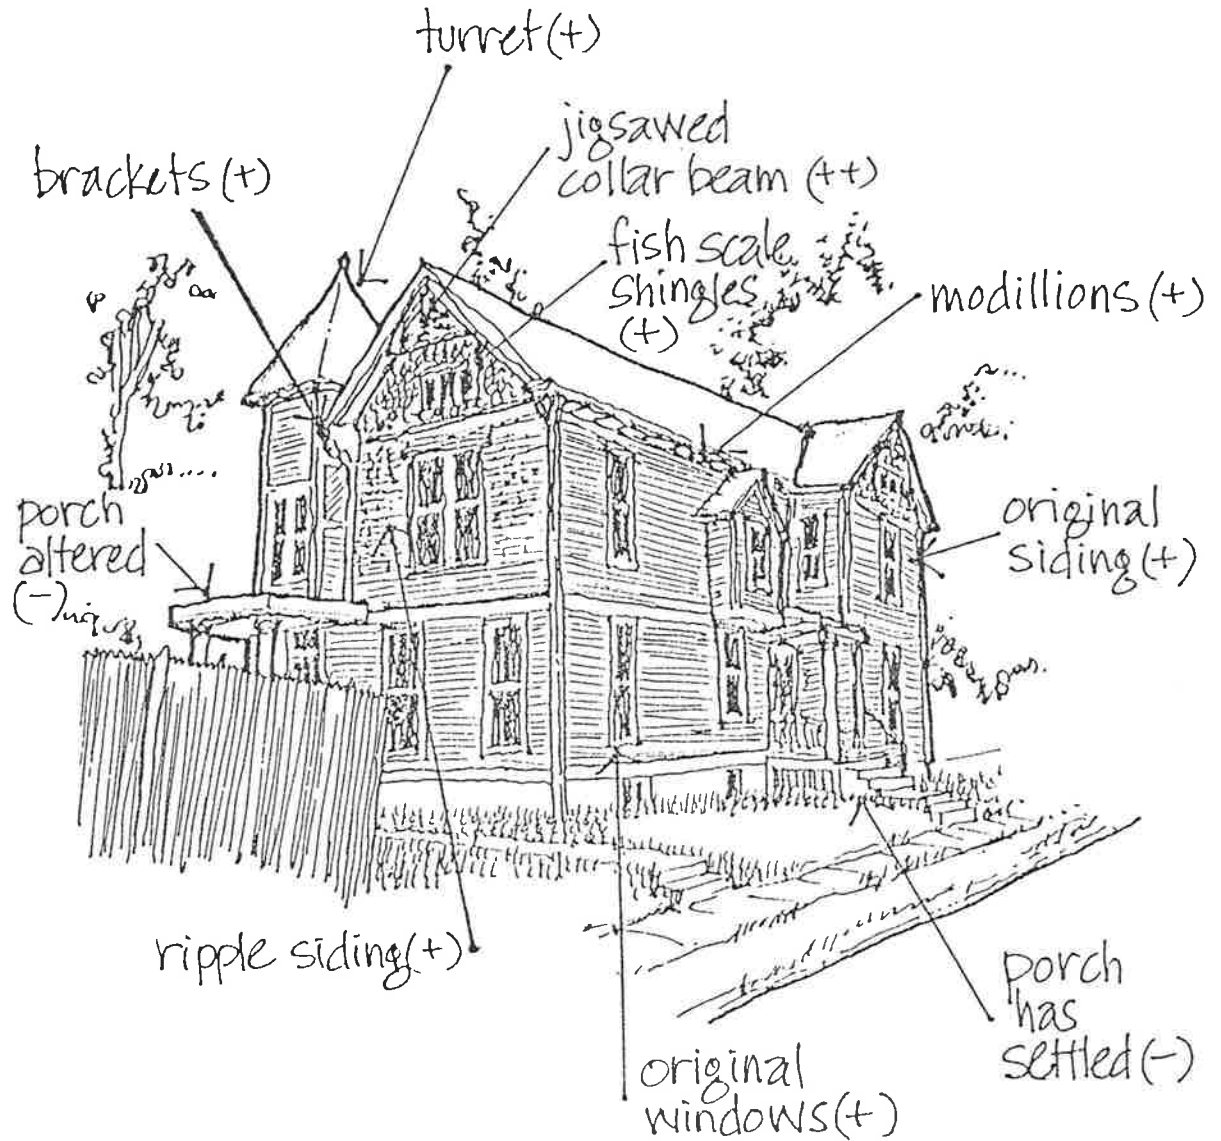 turret (+)
jigsawed
collar beam (++)
brackets (+)
fish scale
shingles
(+)
modillions (+)
porch
altered
(-)
original
siding (+)
ripple siding (+)
porch
has
settled (-)
original
windows (+)